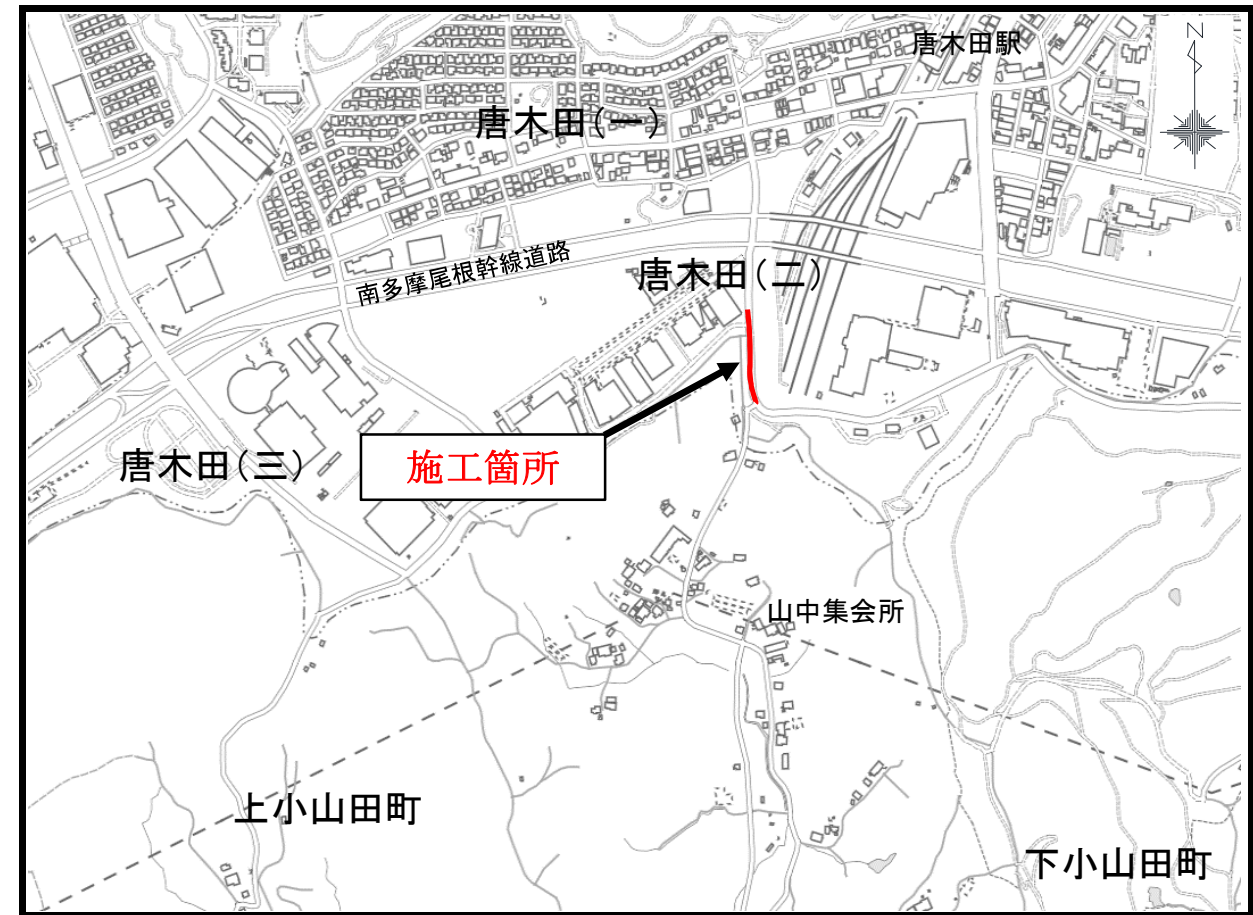 唐木田駅
N
唐木田(一)
南多摩尾根幹線道路
唐木田(二)
唐木田(三)
施工箇所
山中集会所
上小山田町
下小山田町